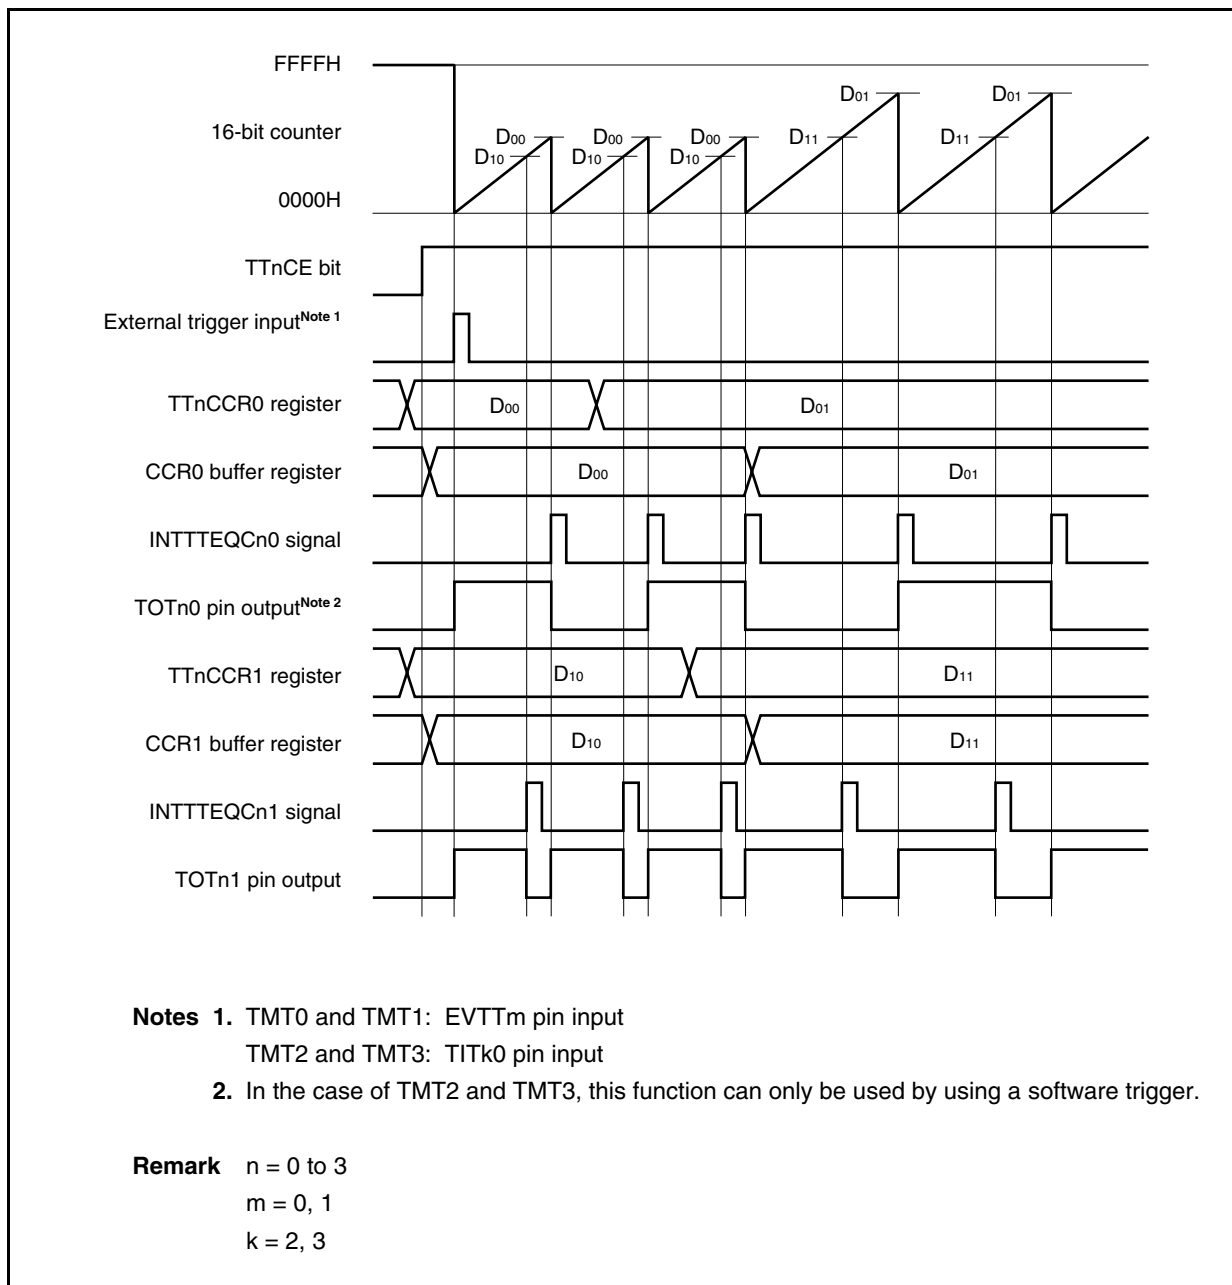 FFFFH
D01 D01
16-bit counter D00 D00 D00 D11 D11
D10 D10 D10
0000H
TTnCE bit
External trigger inputNote 1
TTnCCR0 register D00 D01
CCR0 buffer register D00 D01
INTTTEQCn0 signal
TOTn0 pin outputNote 2
TTnCCR1 register D10 D11
CCR1 buffer register D10 D11
INTTTEQCn1 signal
TOTn1 pin output
Notes 1. TMT0 and TMT1: EVTTm pin input
TMT2 and TMT3: TITk0 pin input
2. In the case of TMT2 and TMT3, this function can only be used by using a software trigger.
Remark n = 0 to 3
m = 0, 1
k = 2, 3